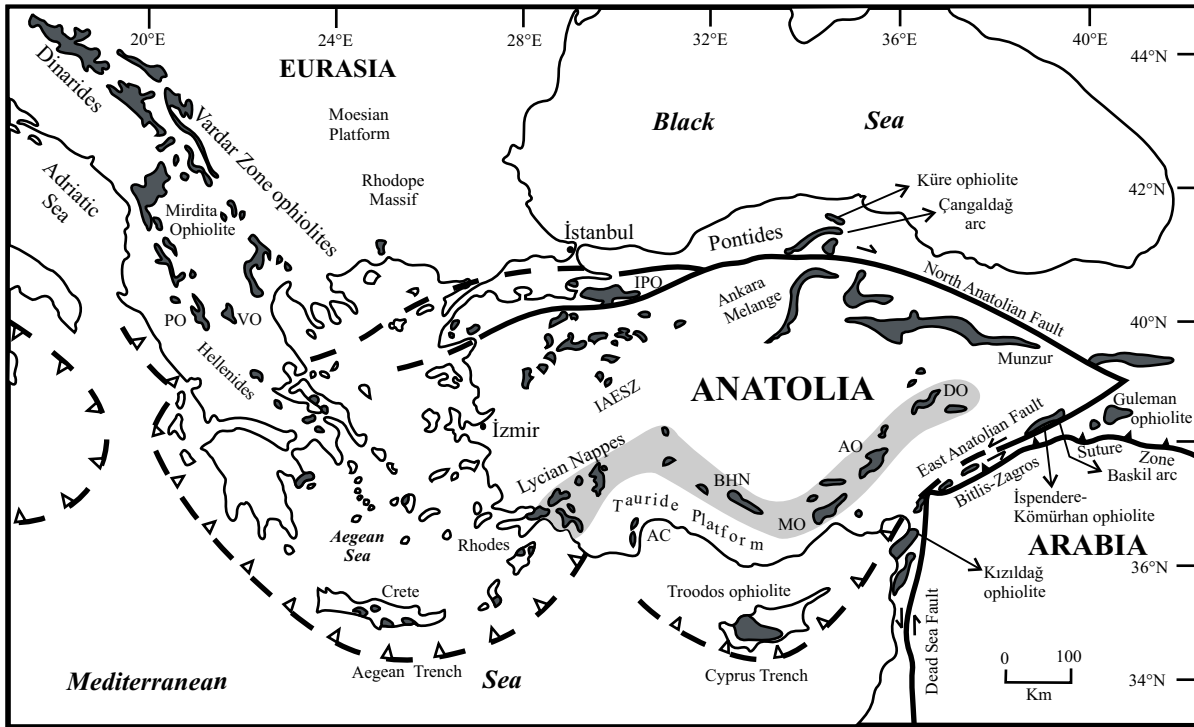 20°E
24°E
28°E
32°E
36°E
40°E
44°N
42°N
40°N
36°N
34°N
EURASIA
Dinarides
Moesian
Platform
Black Sea
Vardar Zone ophiolites
Rhodope
Massif
Adriatic
Sea
Mirdita
Ophiolite
Küre ophiolite
Çangaldağ
arc
İstanbul
Pontides
IPO
Ankara
Melange
North Anatolian Fault
PO
VO
Hellenides
Munzur
IAESZ
ANATOLIA
DO
Guleman
ophiolite
İzmir
Lycian Nappes
AO
East Anatolian Fault
Bitlis-Zagros
Suture
Zone
Baskil arc
BHN
Tauride Platform
MO
İspendere-
Kömürhan ophiolite
Aegean
Sea
Rhodes
AC
ARABIA
Kızıldağ
ophiolite
Crete
Troodos ophiolite
Dead Sea Fault
Aegean Trench
Cyprus Trench
0 100
Km
Mediterranean Sea